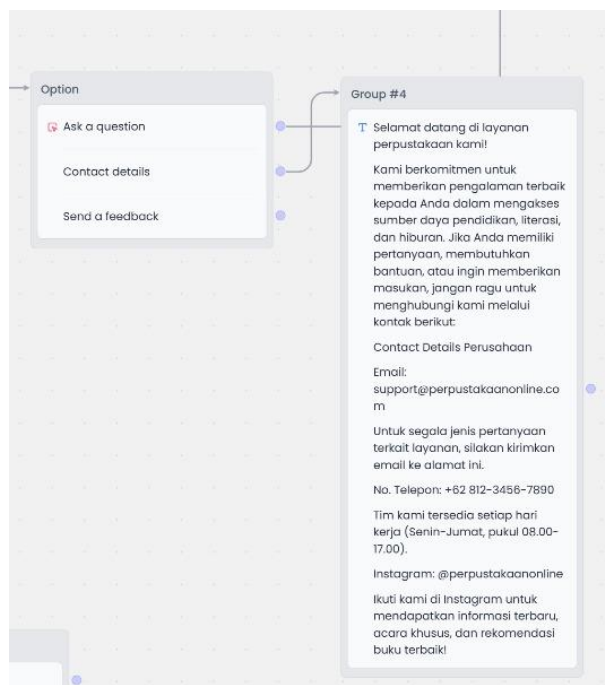 Option
Ask a question
Contact details
Send a feedback
Group #4
T Selamat datang di layanan
perpustakaan kami!
Kami berkomitmen untuk
memberikan pengalaman terbaik
kepada Anda dalam mengakses
sumber daya pendidikan, literasi,
dan hiburan. Jika Anda memiliki
pertanyaan, membutuhkan
bantuan, atau ingin memberikan
masukan, jangan ragu untuk
menghubungi kami melalui
kontak berikut:
Contact Details Perusahaan
Email:
support@perpustakaanonline.co
m
Untuk segala jenis pertanyaan
terkait layanan, silakan kirimkan
email ke alamat ini.
No. Telepon: +62 812-3456-7890
Tim kami tersedia setiap hari
kerja (Senin-Jumat, pukul 08.00-
17.00).
Instagram: @perpustakaanonline
Ikuti kami di Instagram untuk
mendapatkan informasi terbaru,
acara khusus, dan rekomendasi
buku terbaik!